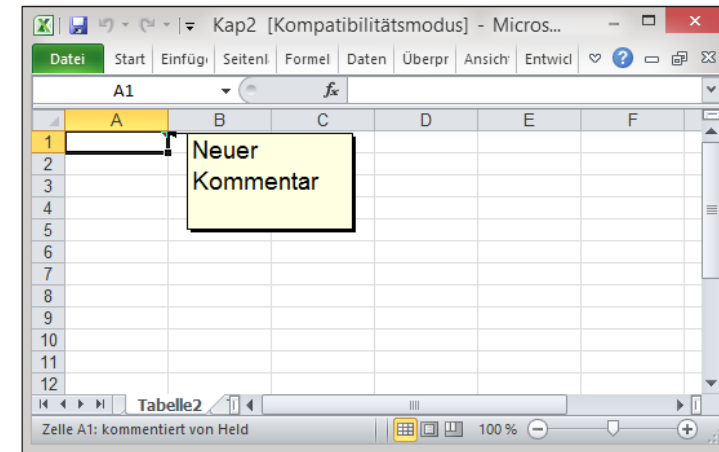 Kap2 [Kompatibilitätsmodus] - Micros...
Datei Start Einfüg Seitenl Formel Daten Überpr Ansich Entwicl
A1 fx
A B C D E F
1
Neuer
2
Kommentar
3
4
5
6
7
8
9
10
11
12
Tabelle2
Zelle A1: kommentiert von Held 100 %